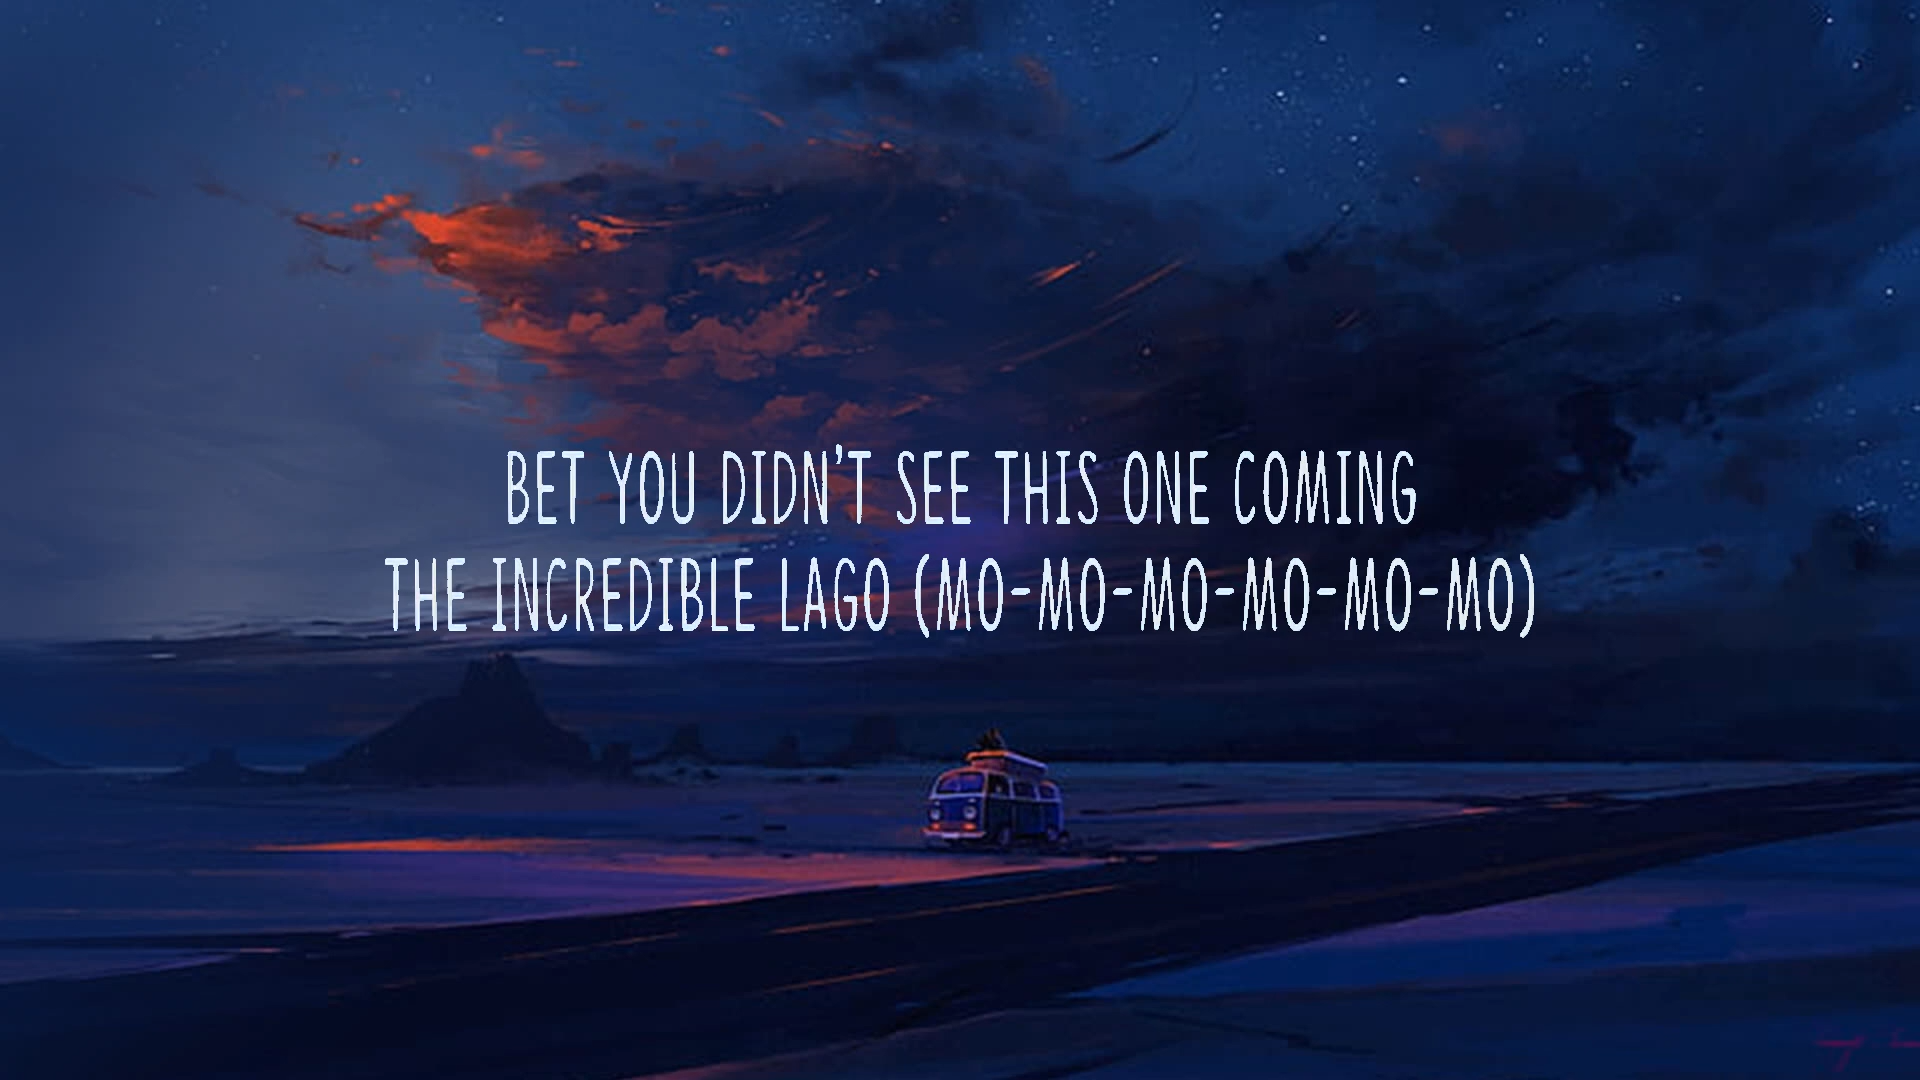 BET YOU DIDN'T SEE THIS ONE COMING
THE INCREDIBLE LAGO (MO-MO-MO-MO-MO-MO)